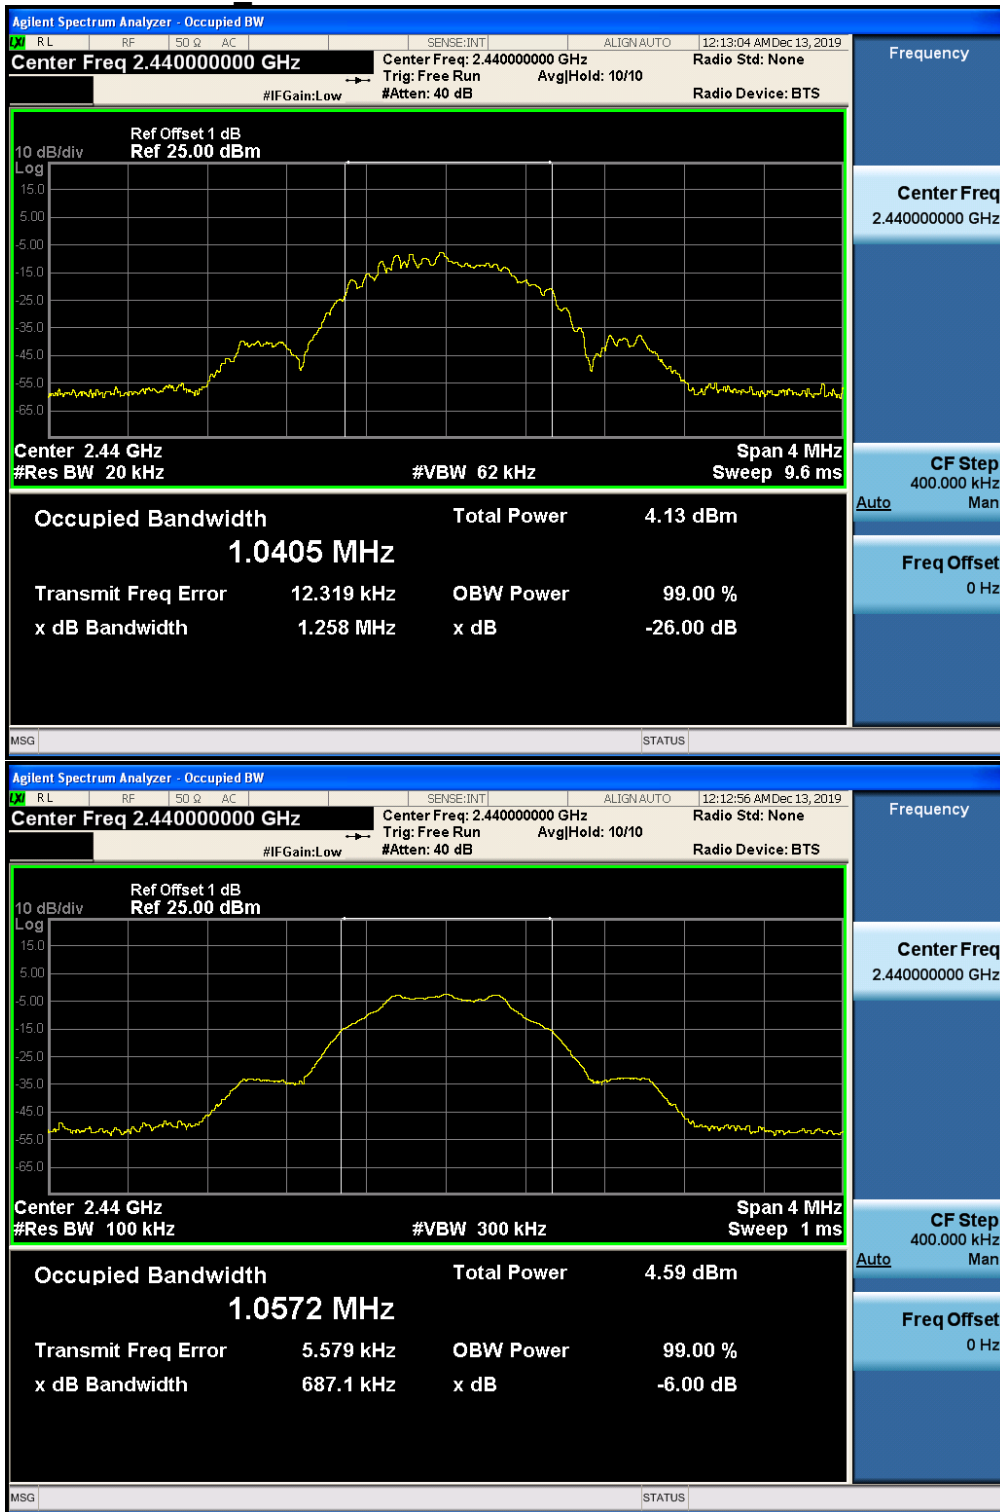 Agilent Spectrum Analyzer - Occupied BW
LXI RL RF 50 Ω AC SENSE:INT ALIGNAUTO 12:13:04 AM Dec 13, 2019
Center Freq 2.440000000 GHz Center Freq: 2.440000000 GHz Radio Std: None
Trig: Free Run Avg|Hold: 10/10
#IFGain:Low #Atten: 40 dB Radio Device: BTS
Frequency
Ref Offset 1 dB
10 dB/div Ref 25.00 dBm
Log
15.0
5.00
-5.00
-15.0
-25.0
-35.0
-45.0
-55.0
-65.0
Center 2.44 GHz Span 4 MHz
#Res BW 20 kHz #VBW 62 kHz Sweep 9.6 ms
Center Freq
2.440000000 GHz
CF Step
400.000 kHz
Auto Man
Freq Offset
0 Hz
Occupied Bandwidth Total Power 4.13 dBm
1.0405 MHz
Transmit Freq Error 12.319 kHz OBW Power 99.00 %
x dB Bandwidth 1.258 MHz x dB -26.00 dB
MSG STATUS
Agilent Spectrum Analyzer - Occupied BW
LXI RL RF 50 Ω AC SENSE:INT ALIGNAUTO 12:12:56 AM Dec 13, 2019
Center Freq 2.440000000 GHz Center Freq: 2.440000000 GHz Radio Std: None
Trig: Free Run Avg|Hold: 10/10
#IFGain:Low #Atten: 40 dB Radio Device: BTS
Frequency
Ref Offset 1 dB
10 dB/div Ref 25.00 dBm
Log
15.0
5.00
-5.00
-15.0
-25.0
-35.0
-45.0
-55.0
-65.0
Center 2.44 GHz Span 4 MHz
#Res BW 100 kHz #VBW 300 kHz Sweep 1 ms
Center Freq
2.440000000 GHz
CF Step
400.000 kHz
Auto Man
Freq Offset
0 Hz
Occupied Bandwidth Total Power 4.59 dBm
1.0572 MHz
Transmit Freq Error 5.579 kHz OBW Power 99.00 %
x dB Bandwidth 687.1 kHz x dB -6.00 dB
MSG STATUS